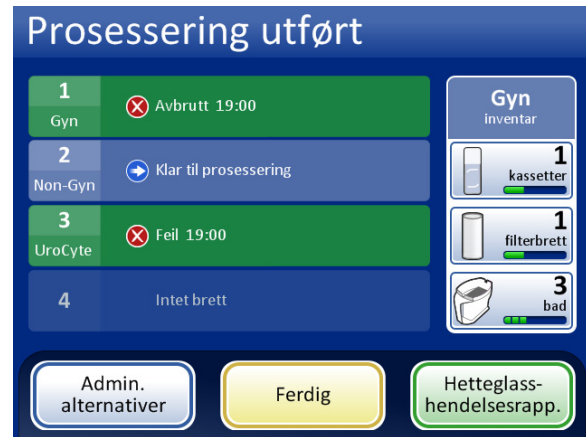 Prosessering utført
1
Gyn
Avbrutt 19:00
2
Non-Gyn
Klar til prosessering
3
UroCyte
Feil 19:00
4
Intet brett
Gyn
inventar
1
kassetter
1
filterbrett
3
bad
Admin.
alternativer
Ferdig
Hetteglass-
hendelsesrapp.